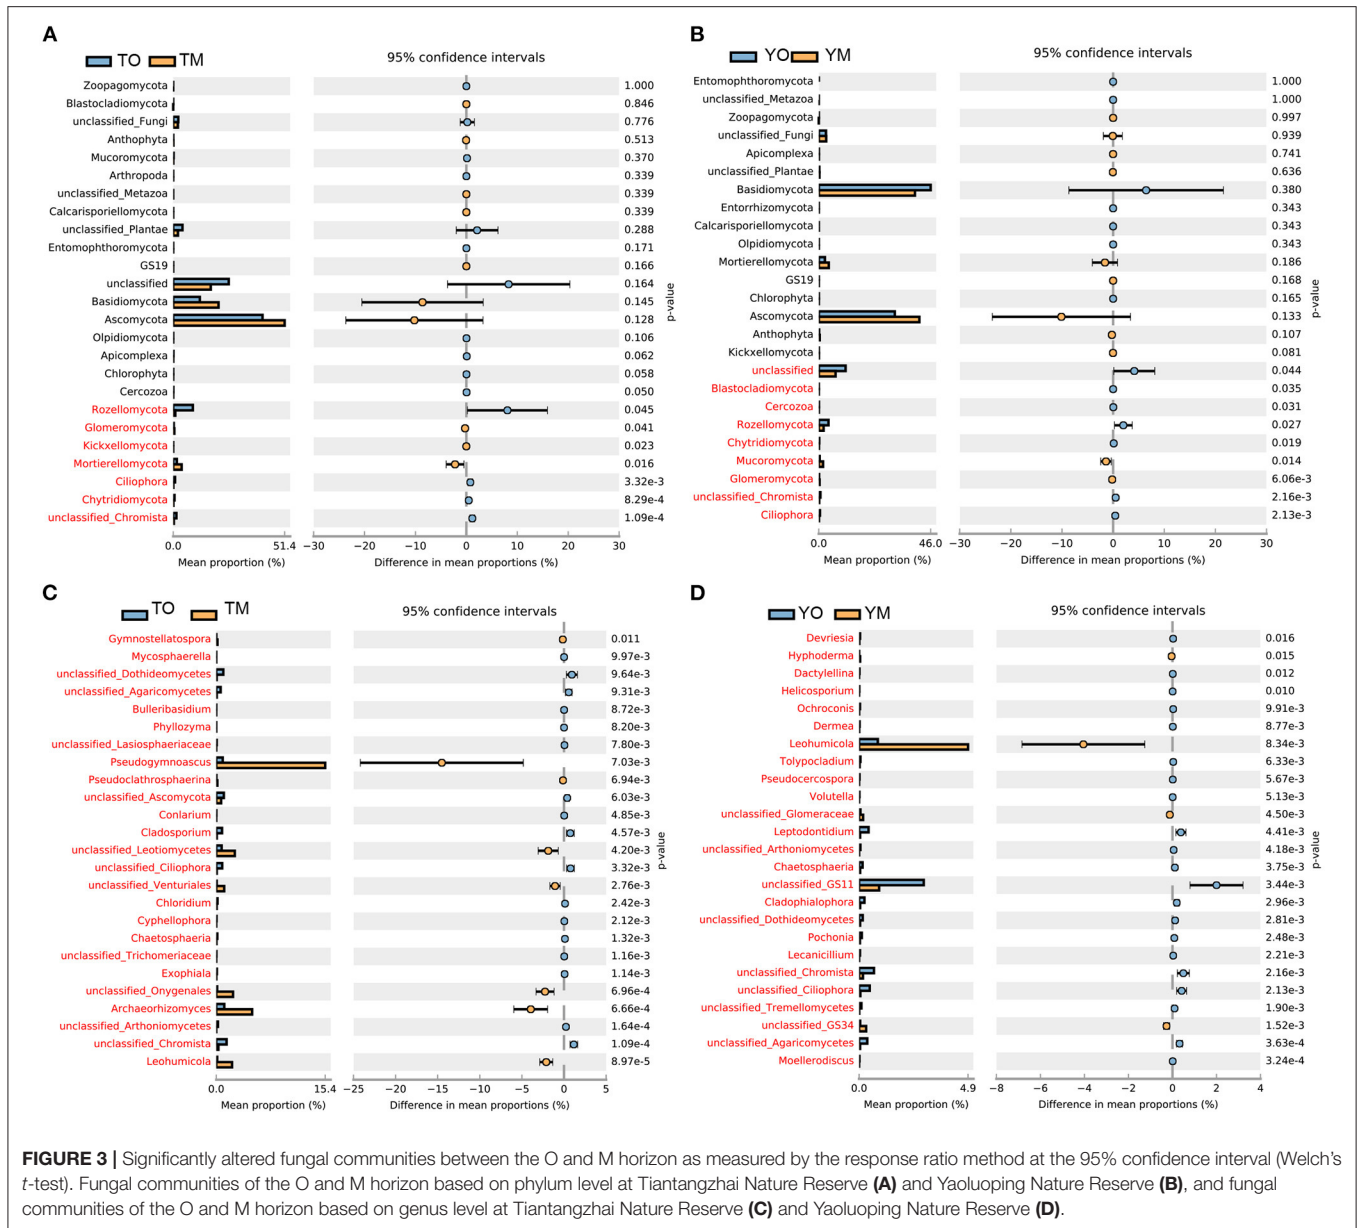 A
TO TM
95% confidence intervals
Zoopagomycota 1.000
Blastocladiomycota 0.846
unclassified_Fungi 0.776
Anthophyta 0.513
Mucoromycota 0.370
Arthropoda 0.339
unclassified_Metazoa 0.339
Calcarisporiellomycota 0.339
unclassified_Plantae 0.288
Entomophthoromycota 0.171
GS19 0.166
unclassified 0.164
Basidiomycota 0.145
Ascomycota 0.128
Olpidiomycota 0.106
Apicomplexa 0.062
Chlorophyta 0.058
Cercozoa 0.050
Rozellomycota 0.045
Glomeromycota 0.041
Kickxellomycota 0.023
Mortierellomycota 0.016
Ciliophora 3.32e-3
Chytridiomycota 8.29e-4
unclassified_Chromista 1.09e-4
p-value
0.0 51.4 −30 −20 −10 0 10 20 30
Mean proportion (%) Difference in mean proportions (%)
B
YO YM
95% confidence intervals
Entomophthoromycota 1.000
unclassified_Metazoa 1.000
Zoopagomycota 0.997
unclassified_Fungi 0.939
Apicomplexa 0.741
unclassified_Plantae 0.636
Basidiomycota 0.380
Entorrhizomycota 0.343
Calcarisporiellomycota 0.343
Olpidiomycota 0.343
Mortierellomycota 0.186
GS19 0.168
Chlorophyta 0.165
Ascomycota 0.133
Anthophyta 0.107
Kickxellomycota 0.081
unclassified 0.044
Blastocladiomycota 0.035
Cercozoa 0.031
Rozellomycota 0.027
Chytridiomycota 0.019
Mucoromycota 0.014
Glomeromycota 6.06e-3
unclassified_Chromista 2.16e-3
Ciliophora 2.13e-3
p-value
0.0 46.0 −30 −20 −10 0 10 20 30
Mean proportion (%) Difference in mean proportions (%)
C
TO TM
95% confidence intervals
Gymnostellatospora 0.011
Mycosphaerella 9.97e-3
unclassified_Dothideomycetes 9.64e-3
unclassified_Agaricomycetes 9.31e-3
Bulleribasidium 8.72e-3
Phyllozyma 8.20e-3
unclassified_Lasiosphaeriaceae 7.80e-3
Pseudogymnoascus 7.03e-3
Pseudoclathrosphaerina 6.94e-3
unclassified_Ascomycota 6.03e-3
Conlarium 4.85e-3
Cladosporium 4.57e-3
unclassified_Leotiomycetes 4.20e-3
unclassified_Ciliophora 3.32e-3
unclassified_Venturiales 2.76e-3
Chloridium 2.42e-3
Cyphellophora 2.12e-3
Chaetosphaeria 1.32e-3
unclassified_Trichomeriaceae 1.16e-3
Exophiala 1.14e-3
unclassified_Onygenales 6.96e-4
Archaeorhizomyces 6.66e-4
unclassified_Arthoniomycetes 1.64e-4
unclassified_Chromista 1.09e-4
Leohumicola 8.97e-5
p-value
0.0 15.4 −25 −20 −15 −10 −5 0 5
Mean proportion (%) Difference in mean proportions (%)
D
YO YM
95% confidence intervals
Devriesia 0.016
Hyphoderma 0.015
Dactylellina 0.012
Helicosporium 0.010
Ochroconis 9.91e-3
Dermea 8.77e-3
Leohumicola 8.34e-3
Tolypocladium 6.33e-3
Pseudocercospora 5.67e-3
Volutella 5.13e-3
unclassified_Glomeraceae 4.50e-3
Leptodontidium 4.41e-3
unclassified_Arthoniomycetes 4.18e-3
Chaetosphaeria 3.75e-3
unclassified_GS11 3.44e-3
Cladophialophora 2.96e-3
unclassified_Dothideomycetes 2.81e-3
Pochonia 2.48e-3
Lecanicillium 2.21e-3
unclassified_Chromista 2.16e-3
unclassified_Ciliophora 2.13e-3
unclassified_Tremellomycetes 1.90e-3
unclassified_GS34 1.52e-3
unclassified_Agaricomycetes 3.63e-4
Moellerodiscus 3.24e-4
p-value
0.0 4.9 −8 −6 −4 −2 0 2 4
Mean proportion (%) Difference in mean proportions (%)
FIGURE 3 | Significantly altered fungal communities between the O and M horizon as measured by the response ratio method at the 95% confidence interval (Welch's
t-test). Fungal communities of the O and M horizon based on phylum level at Tiantangzhai Nature Reserve (A) and Yaoluoping Nature Reserve (B), and fungal
communities of the O and M horizon based on genus level at Tiantangzhai Nature Reserve (C) and Yaoluoping Nature Reserve (D).